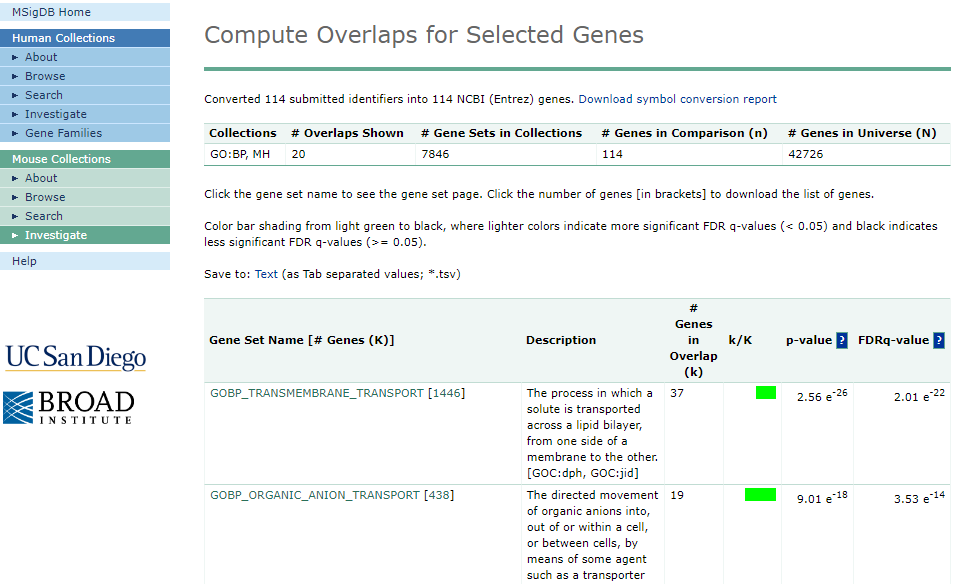 MSigDB Home
Human Collections
► About
► Browse
► Search
► Investigate
► Gene Families
Mouse Collections
► About
► Browse
► Search
► Investigate
Help
UC San Diego
BROAD
INSTITUTE
Compute Overlaps for Selected Genes
Converted 114 submitted identifiers into 114 NCBI (Entrez) genes. Download symbol conversion report
Collections # Overlaps Shown # Gene Sets in Collections # Genes in Comparison (n) # Genes in Universe (N)
GO:BP, MH 20 7846 114 42726
Click the gene set name to see the gene set page. Click the number of genes [in brackets] to download the list of genes.
Color bar shading from light green to black, where lighter colors indicate more significant FDR q-values (< 0.05) and black indicates
less significant FDR q-values (>= 0.05).
Save to: Text (as Tab separated values; *.tsv)
#
Genes
in
Overlap
(k)
Gene Set Name [# Genes (K)] Description k/K p-value ? FDRq-value ?
GOBP_TRANSMEMBRANE_TRANSPORT [1446] The process in which a 37 2.56 e-26 2.01 e-22
solute is transported
across a lipid bilayer,
from one side of a
membrane to the other.
[GOC:dph, GOC:jid]
GOBP_ORGANIC_ANION_TRANSPORT [438] The directed movement 19 9.01 e-18 3.53 e-14
of organic anions into,
out of or within a cell,
or between cells, by
means of some agent
such as a transporter